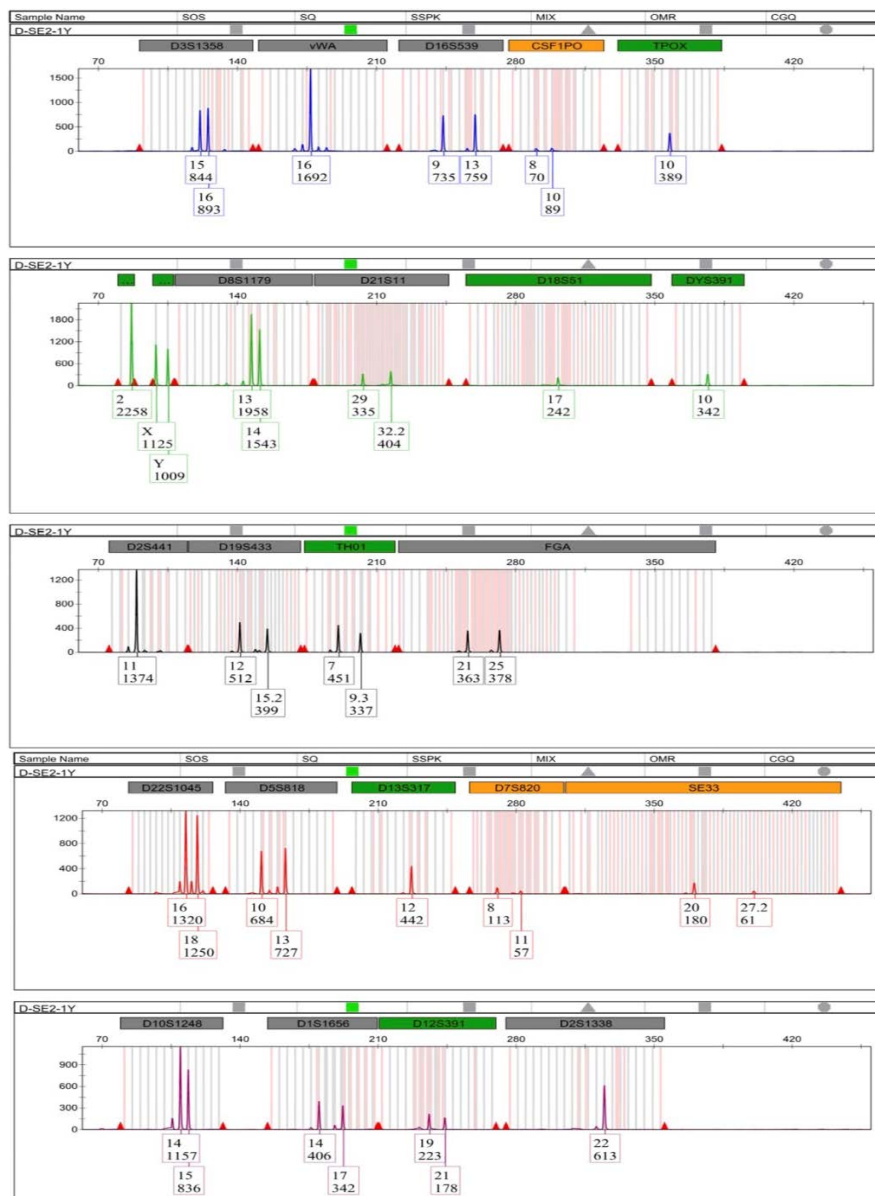 Sample Name SOS SQ SSPK MIX OMR CGQ
D-SE2-1Y
D3S1358 vWA D16S539 CSF1PO TPOX
70 140 210 280 350 420
1500
1000
500
0
15 16 9 13 8 10
844 1692 735 759 70 389
16 10
893 89
D-SE2-1Y
... ... D8S1179 D21S11 D18S51 DYS391
70 140 210 280 350 420
1800
1200
600
0
2 13 29 17 10
2258 1958 335 242 342
X 14 32.2
1125 1543 404
Y
1009
D-SE2-1Y
D2S441 D19S433 TH01 FGA
70 140 210 280 350 420
1200
800
400
0
11 12 7 21 25
1374 512 451 363 378
15.2 9.3
399 337
Sample Name SOS SQ SSPK MIX OMR CGQ
D-SE2-1Y
D22S1045 D5S818 D13S317 D7S820 SE33
70 140 210 280 350 420
1200
800
400
0
16 10 12 8 20 27.2
1320 684 442 113 180 61
18 13 11
1250 727 57
D-SE2-1Y
D10S1248 D1S1656 D12S391 D2S1338
70 140 210 280 350 420
900
600
300
0
14 14 19 22
1157 406 223 613
15 17 21
836 342 178